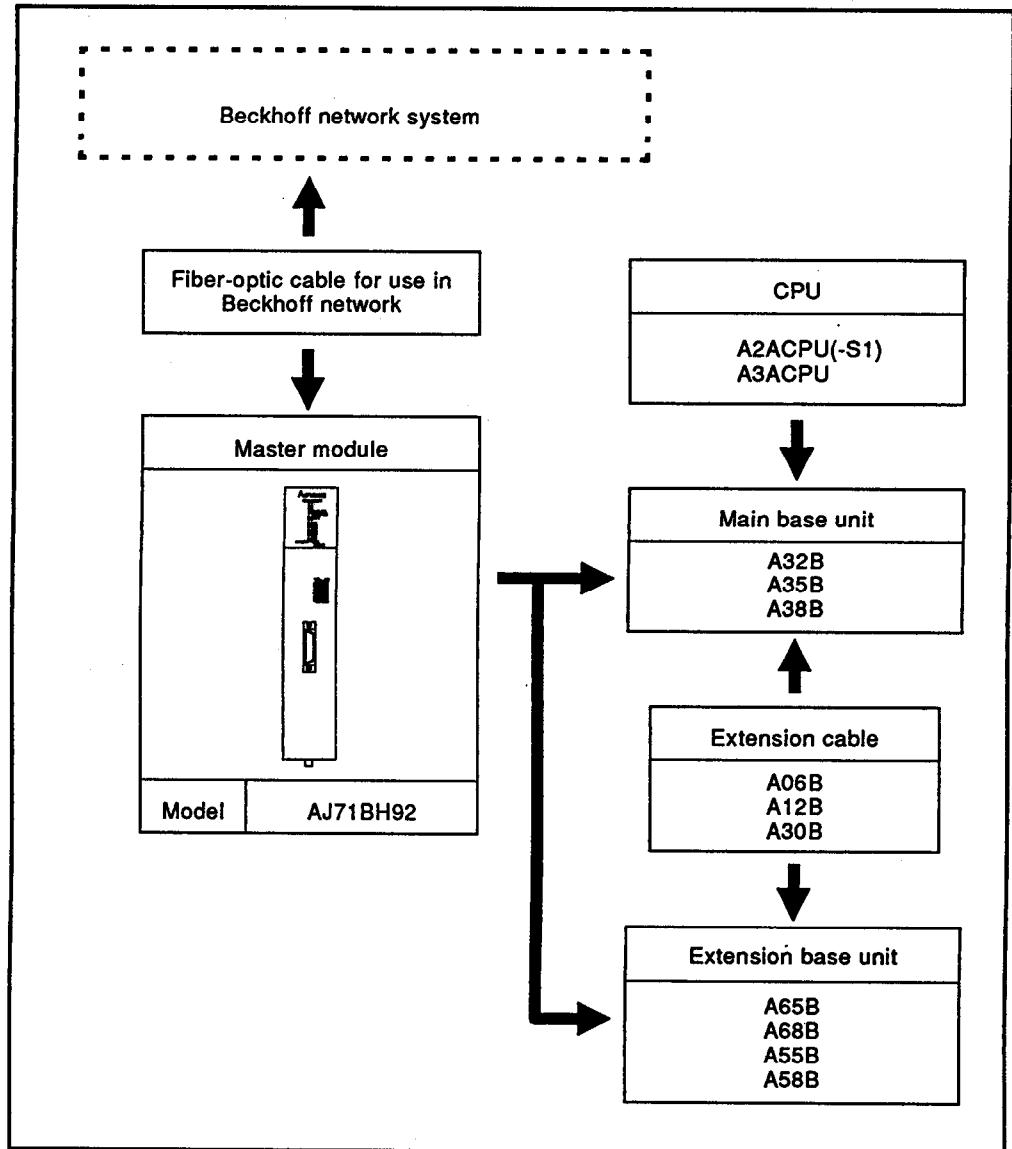 Beckhoff network system
Fiber-optic cable for use in
Beckhoff network
Master module
Model
AJ71BH92
CPU
A2ACPU(-S1)
A3ACPU
Main base unit
A32B
A35B
A38B
Extension cable
A06B
A12B
A30B
Extension base unit
A65B
A68B
A55B
A58B